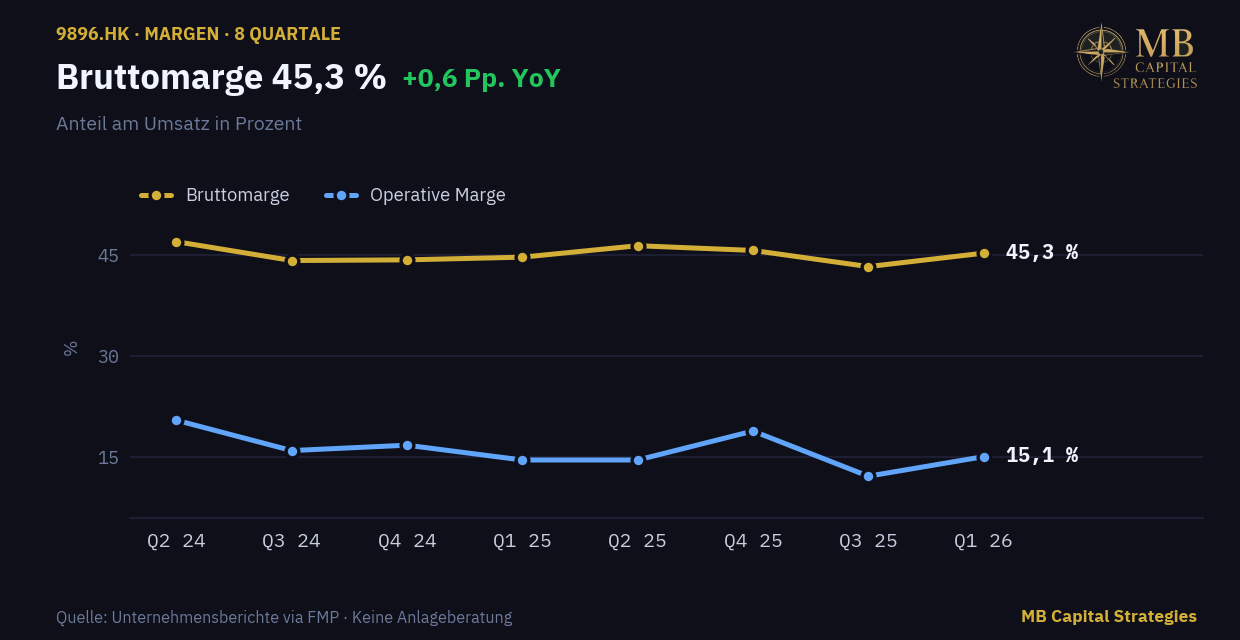 9896.HK · MARGEN · 8 QUARTALE
Bruttomarge 45,3 % +0,6 Pp. YoY
Anteil am Umsatz in Prozent
MB
CAPITAL
STRATEGIES
Bruttomarge Operative Marge
45
45,3 %
%
30
15
15,1 %
Q2 24 Q3 24 Q4 24 Q1 25 Q2 25 Q4 25 Q3 25 Q1 26
Quelle: Unternehmensberichte via FMP · Keine Anlageberatung
MB Capital Strategies